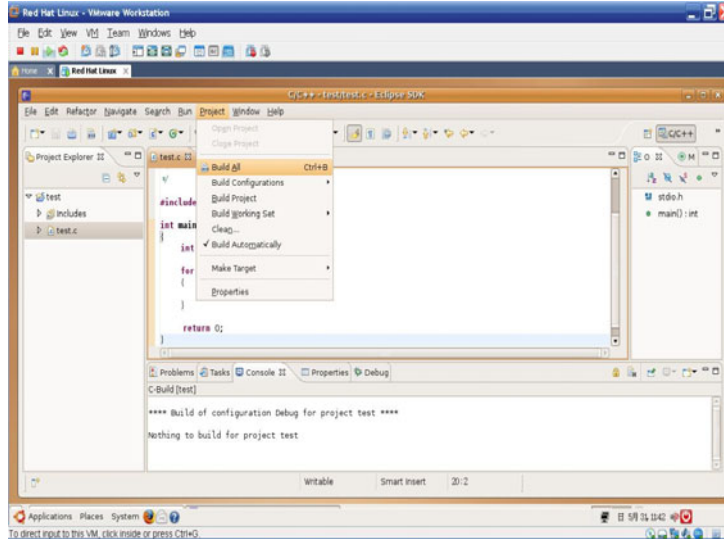 Red Hat Linux - VMware Workstation
File Edit View VM Team Windows Help
Home X Red Hat Linux X
C/C++ - test/test.c - Eclipse SDK
File Edit Refactor Navigate Search Run Project Window Help
C/C++ »
Project Explorer
test
Includes
test.c
test.c
*/
#include
int main
{
int
for
{
}
return 0;
}
Open Project
Close Project
Build All Ctrl+B
Build Configurations
Build Project
Build Working Set
Clean...
Build Automatically
Make Target
Properties
O M
stdio.h
main() : int
Problems Tasks Console Properties Debug
C-Build [test]
**** Build of configuration Debug for project test ****
Nothing to build for project test
Writable Smart Insert 20 : 2
Applications Places System
11:42
To direct input to this VM, click inside or press Ctrl+G.